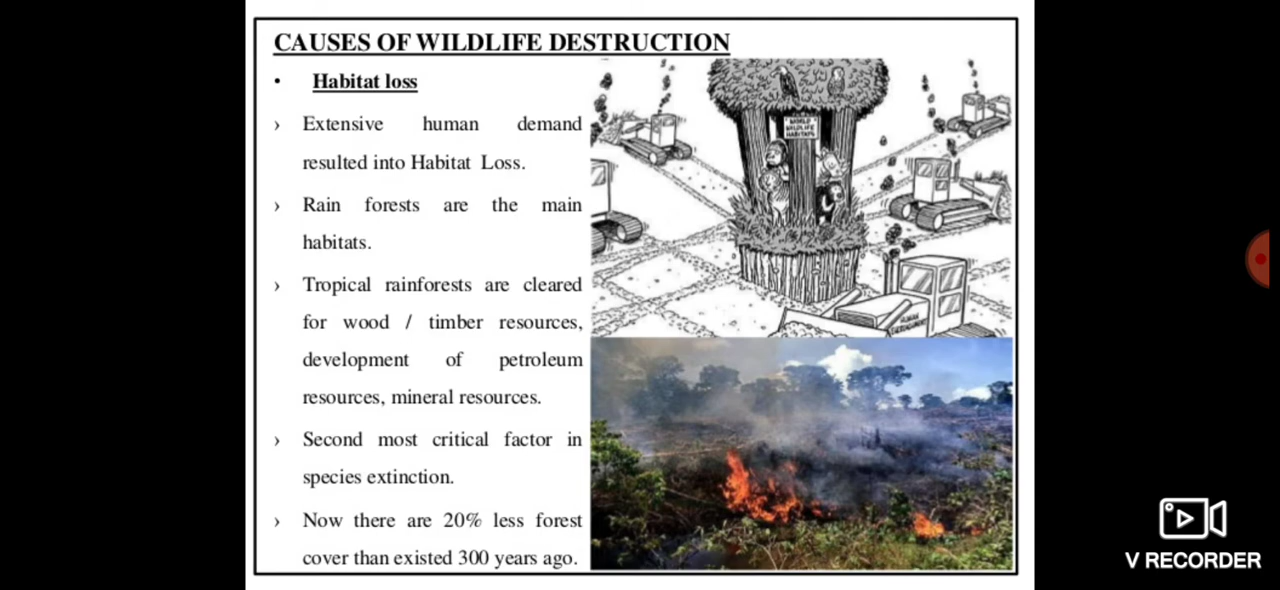 CAUSES OF WILDLIFE DESTRUCTION
• Habitat loss
› Extensive human demand
resulted into Habitat Loss.
› Rain forests are the main
habitats.
› Tropical rainforests are cleared
for wood / timber resources,
development of petroleum
resources, mineral resources.
› Second most critical factor in
species extinction.
› Now there are 20% less forest
cover than existed 300 years ago.
WORLD
WILDLIFE
HABITATS
HUMAN
V RECORDER